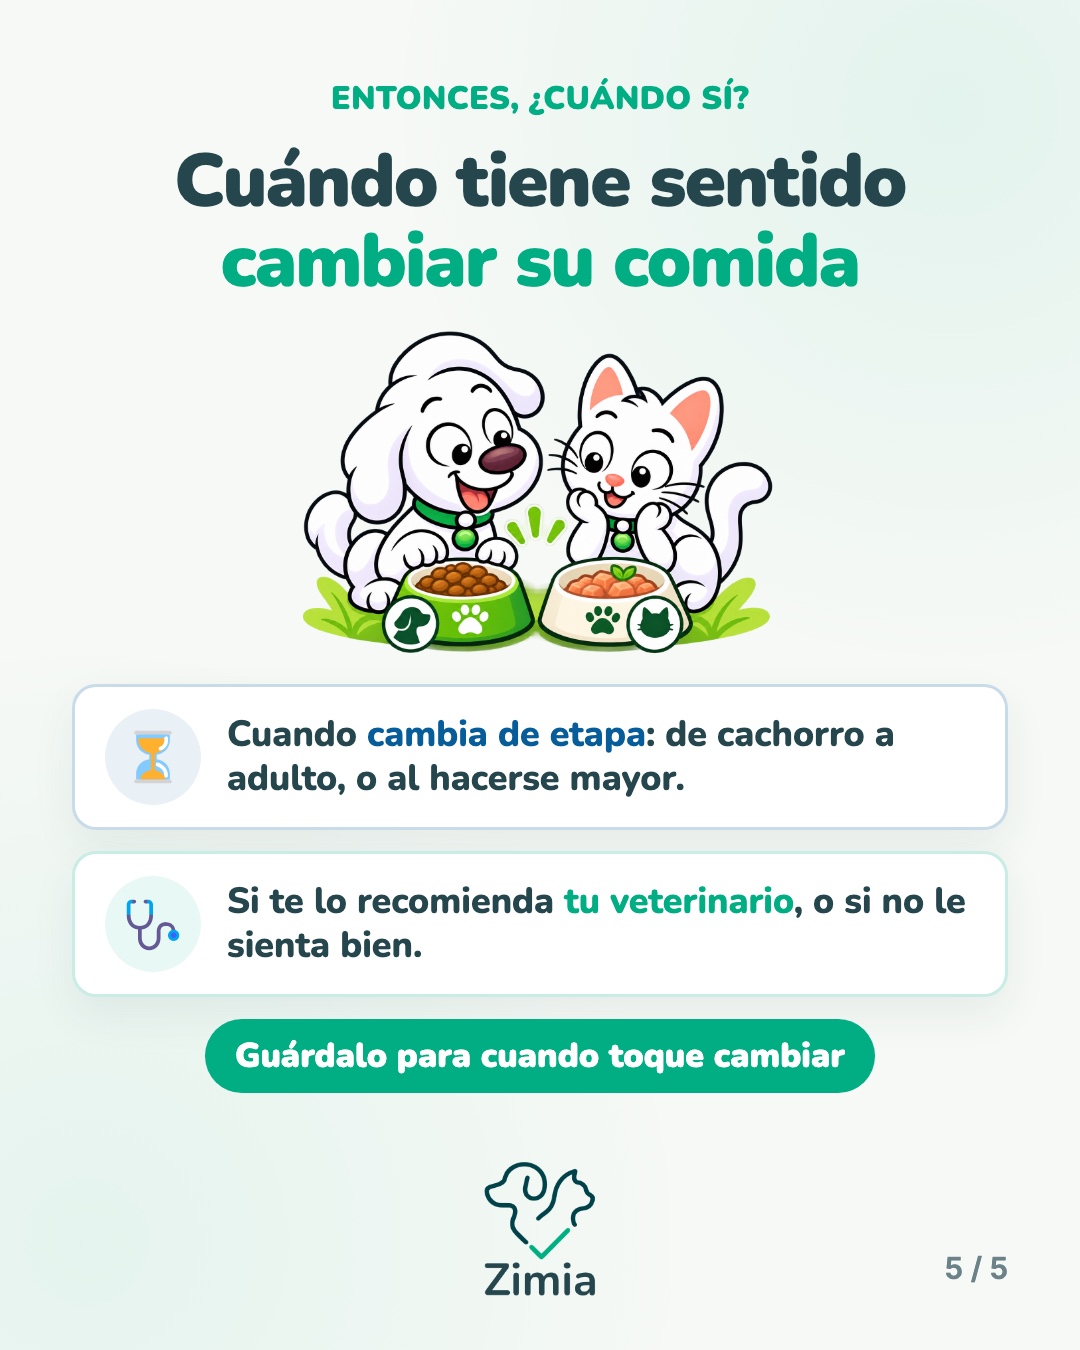 ENTONCES, ¿CUÁNDO SÍ?
Cuándo tiene sentido
cambiar su comida
Cuando cambia de etapa: de cachorro a
adulto, o al hacerse mayor.
Si te lo recomienda tu veterinario, o si no le
sienta bien.
Guárdalo para cuando toque cambiar
Zimia
5 / 5